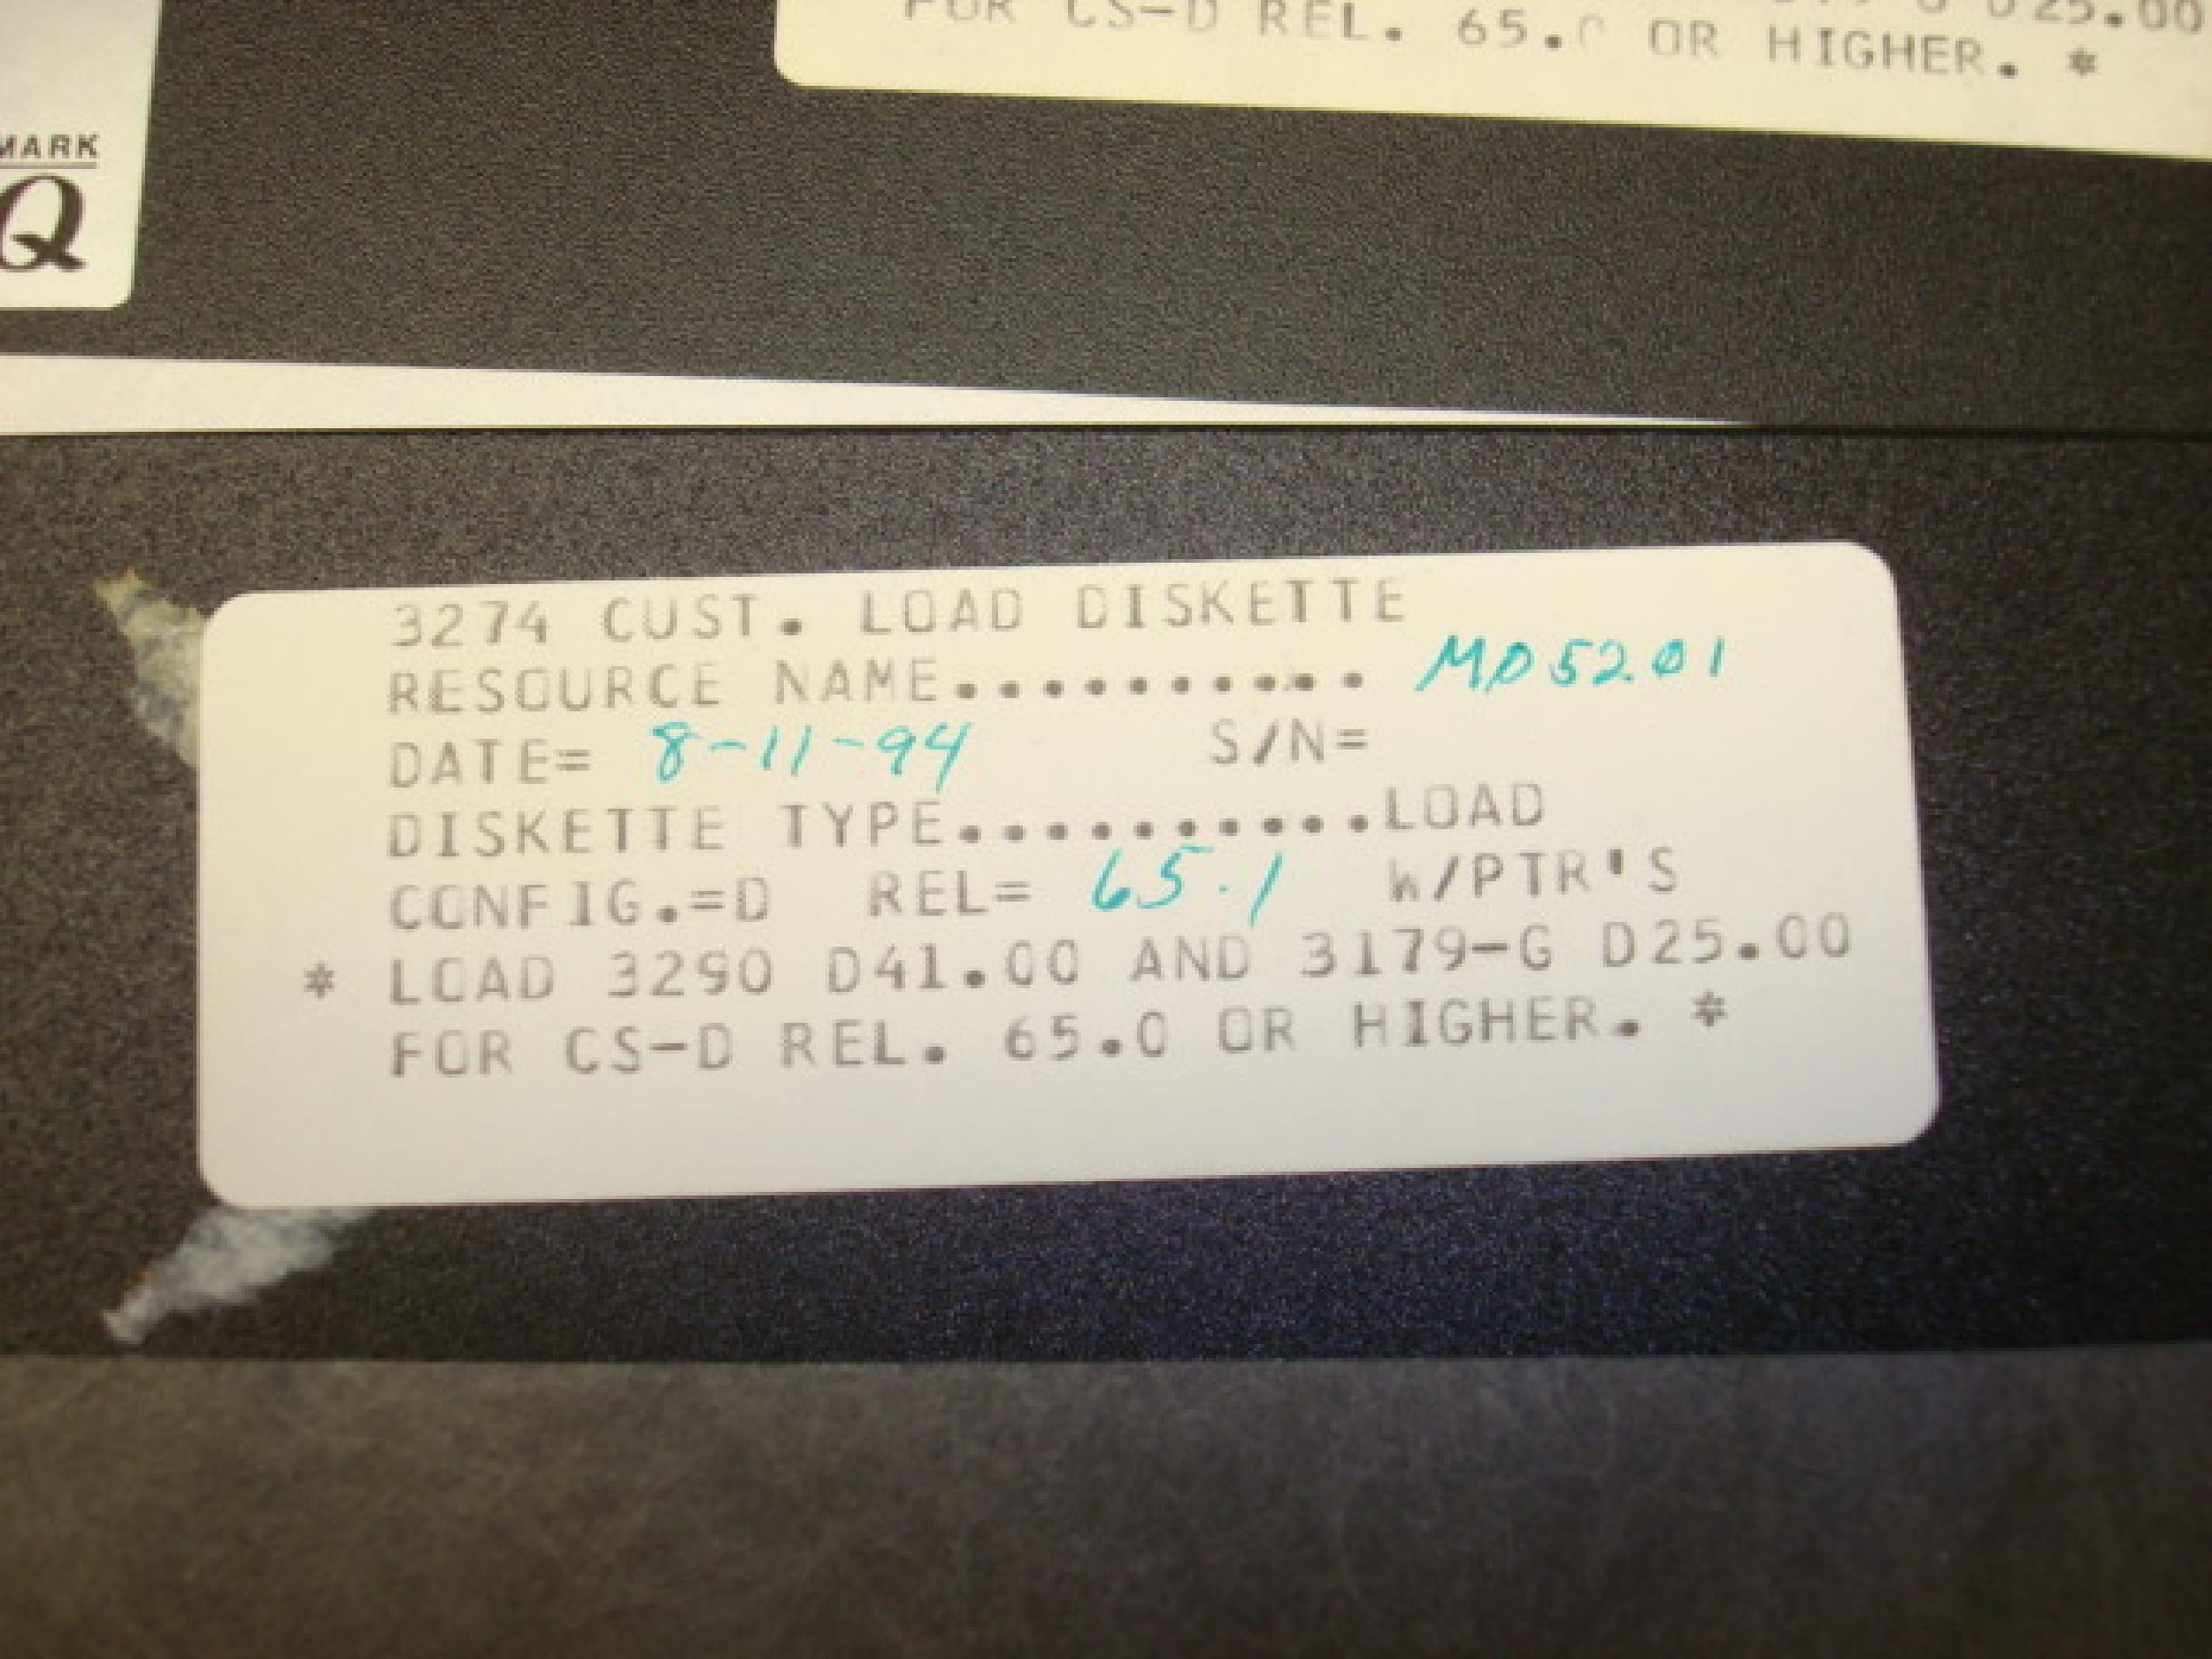 FOR CS-D REL. 65.0 OR HIGHER. *
MARK
Q
3274 CUST. LOAD DISKETTE
RESOURCE NAME.......... MD5201
DATE= 8-11-94 S/N=
DISKETTE TYPE..........LOAD
CONFIG.=D REL= 65.1 W/PTR'S
* LOAD 3290 D41.00 AND 3179-G D25.00
FOR CS-D REL. 65.0 OR HIGHER. *